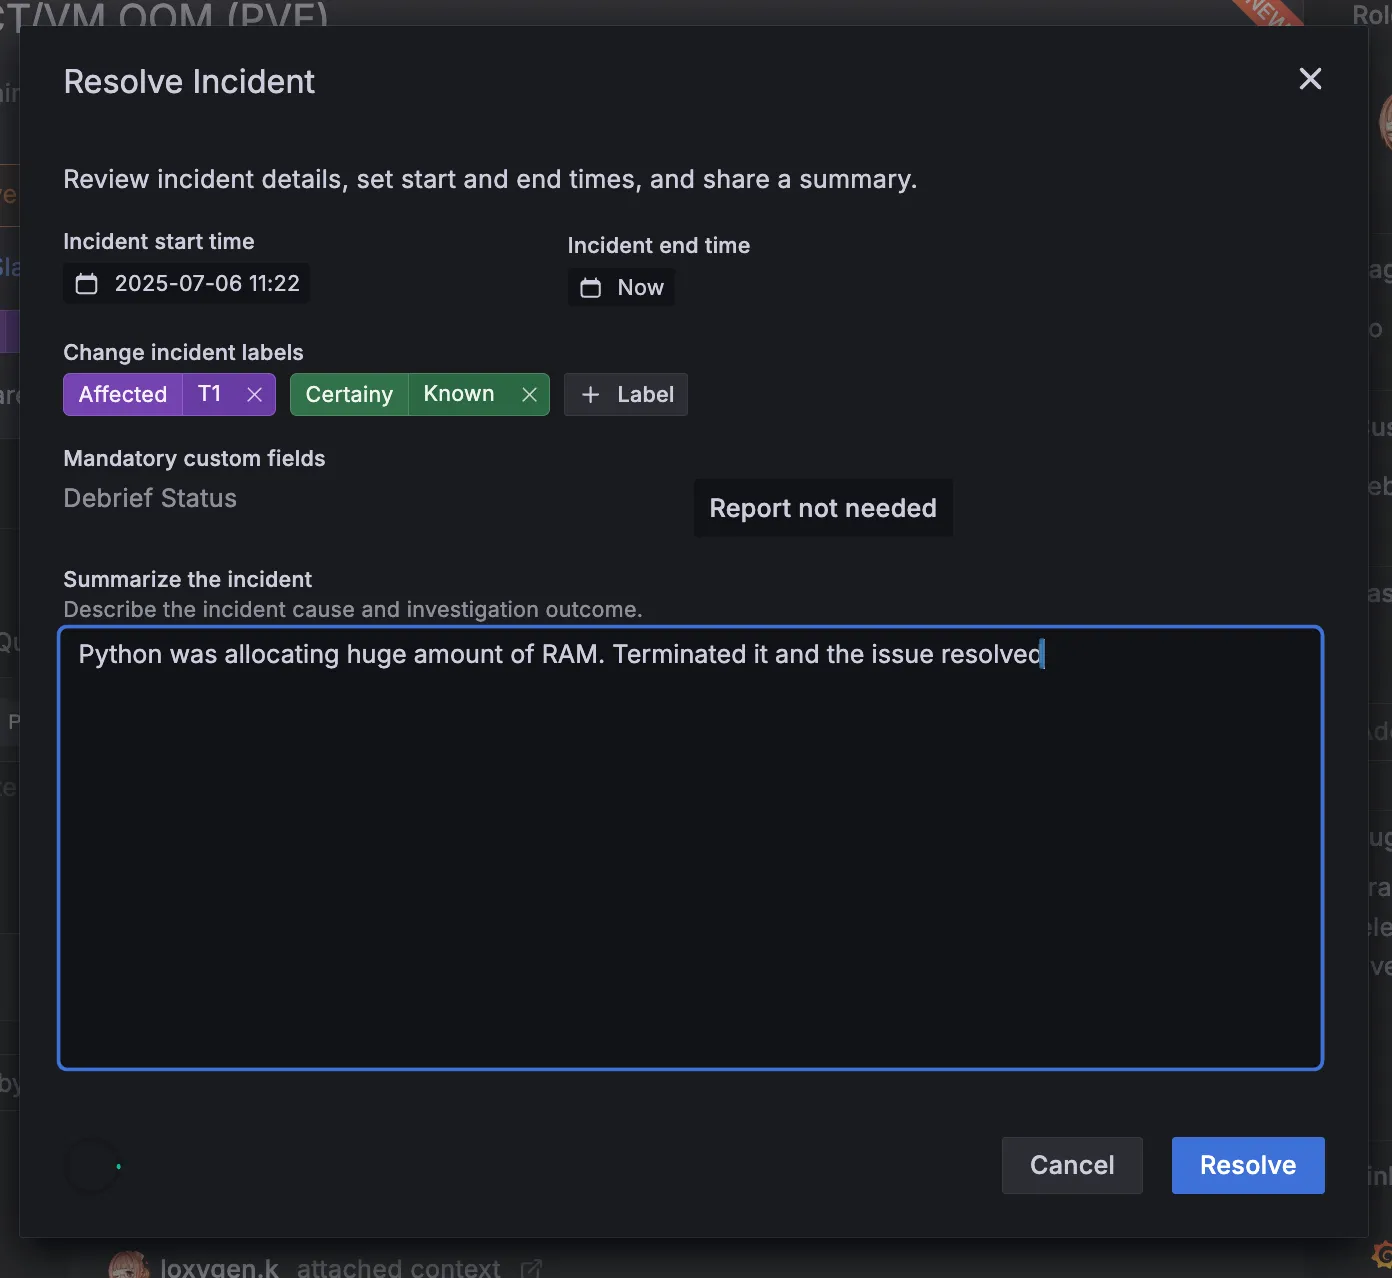 CT/VM OOM (PVE)
NEW
Resolve Incident
Review incident details, set start and end times, and share a summary.
Incident start time
Incident end time
2025-07-06 11:22
Now
Change incident labels
Affected T1
Certainy Known
+ Label
Mandatory custom fields
Debrief Status
Report not needed
Summarize the incident
Describe the incident cause and investigation outcome.
Python was allocating huge amount of RAM. Terminated it and the issue resolved
Cancel
Resolve
loxygen.k attached context